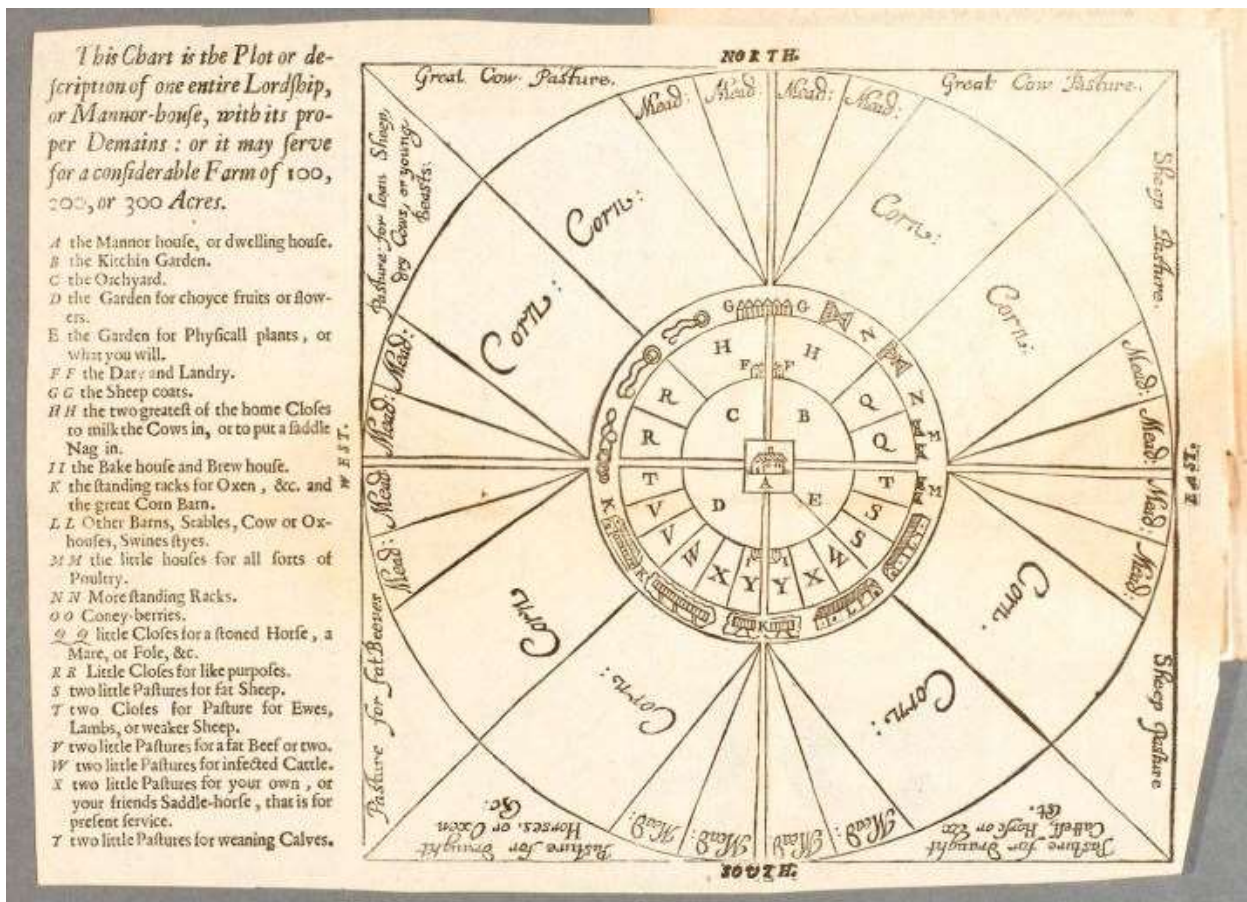 This Chart is the Plot or de-
ſcription of one entire Lordſhip,
or Mannor-houſe, with its pro-
per Demains : or it may ſerve
for a conſiderable Farm of 100,
200, or 300 Acres.
A the Mannor houſe, or dwelling houſe.
B the Kitchin Garden.
C the Orchyard.
D the Garden for choyce fruits or flow-
ers.
E the Garden for Phyſicall plants, or
what you will.
F F the Dary and Landry.
G G the Sheep coats.
H H the two greateſt of the home Cloſes
to milk the Cows in, or to put a ſaddle
Nag in.
I I the Bake houſe and Brew houſe.
K the ſtanding racks for Oxen, &c. and
the great Corn Barn.
L L Other Barns, Stables, Cow or Ox-
houſes, Swines ſtyes.
M M the little houſes for all ſorts of
Poultry.
N N More ſtanding Racks.
O O Coney-berries.
Q Q little Cloſes for a ſtoned Horſe, a
Mare, or Fole, &c.
R R Little Cloſes for like purpoſes.
S two little Paſtures for fat Sheep.
T two Cloſes for Paſture for Ewes,
Lambs, or weaker Sheep.
V two little Paſtures for a fat Beef or two.
W two little Paſtures for infected Cattle.
X two little Paſtures for your own, or
your friends Saddle-horſe, that is for
preſent ſervice.
T two little Paſtures for weaning Calves.
NORTH.
Great Cow Paſture.
Mead:
Mead:
Mead:
Mead:
Great Cow Paſture.
Paſture for lean Sheep,
dry Cows, or young
Beaſts:
Corn:
Corn:
Corn:
Corn:
Sheep Paſture.
Mead:
Mead:
Mead:
Mead:
WEST.
EAST.
G G
N
H H
F F
N
R C B Q
R Q M
A
T D E T M
K V S
V S
K W I I W
X Y Y X
K
Mead:
Mead:
Mead:
Mead:
Corn
Corn:
Corn:
Corn.
Paſture for fat Beeves
Sheep Paſture
Paſture for Draught
Horſes, or Oxen
&c:
Mead:
Mead:
Mead
Mead:
Paſture for Draught
Cattell, Horſe or Ox
&c.
SOUTH.